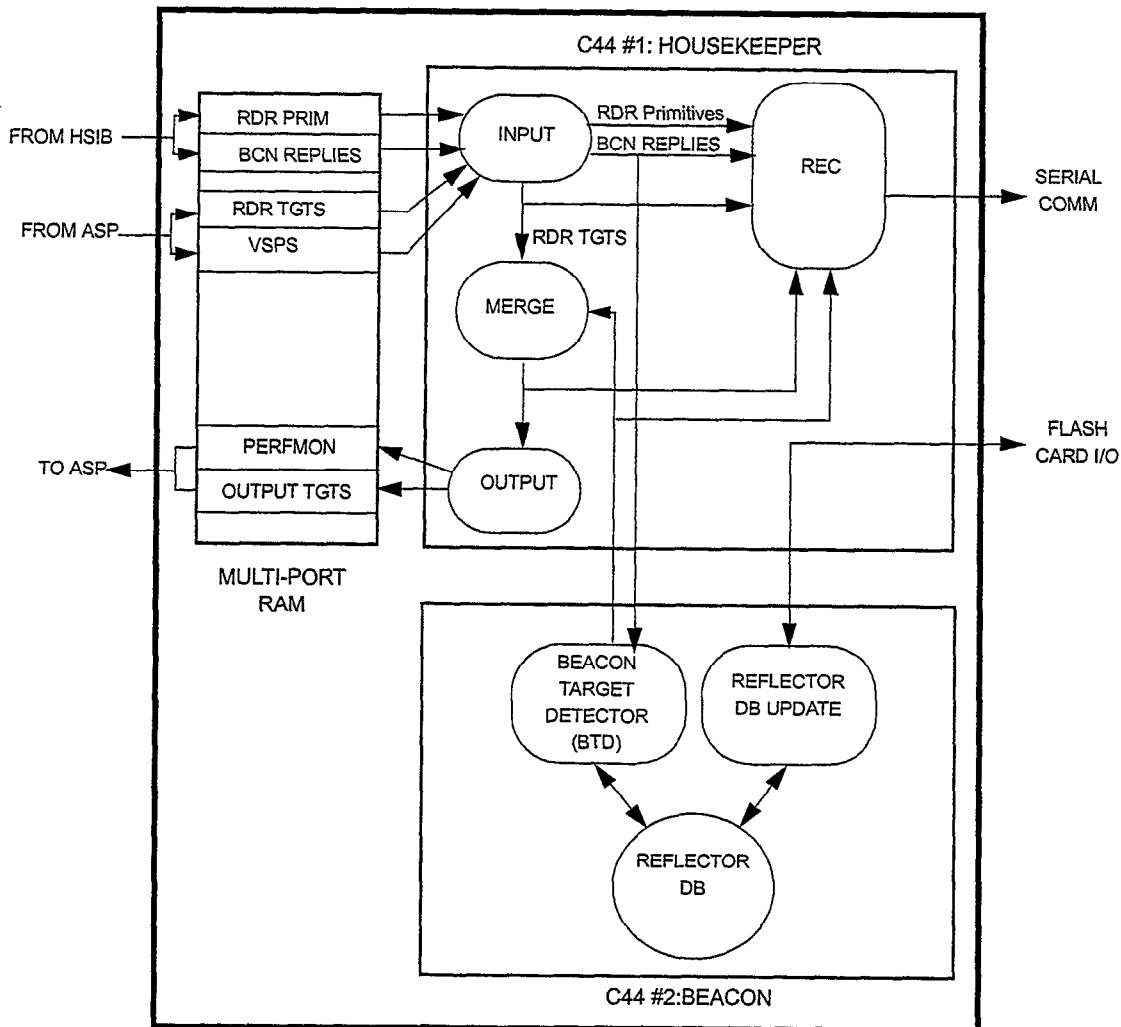 C44 #1: HOUSEKEEPER
FROM HSIB
RDR PRIM
BCN REPLIES
FROM ASP
RDR TGTS
VSPS
INPUT
RDR Primitives
BCN REPLIES
REC
SERIAL
COMM
RDR TGTS
MERGE
PERFMON
TO ASP
OUTPUT TGTS
OUTPUT
FLASH
CARD I/O
MULTI-PORT
RAM
BEACON
TARGET
DETECTOR
(BTD)
REFLECTOR
DB UPDATE
REFLECTOR
DB
C44 #2:BEACON